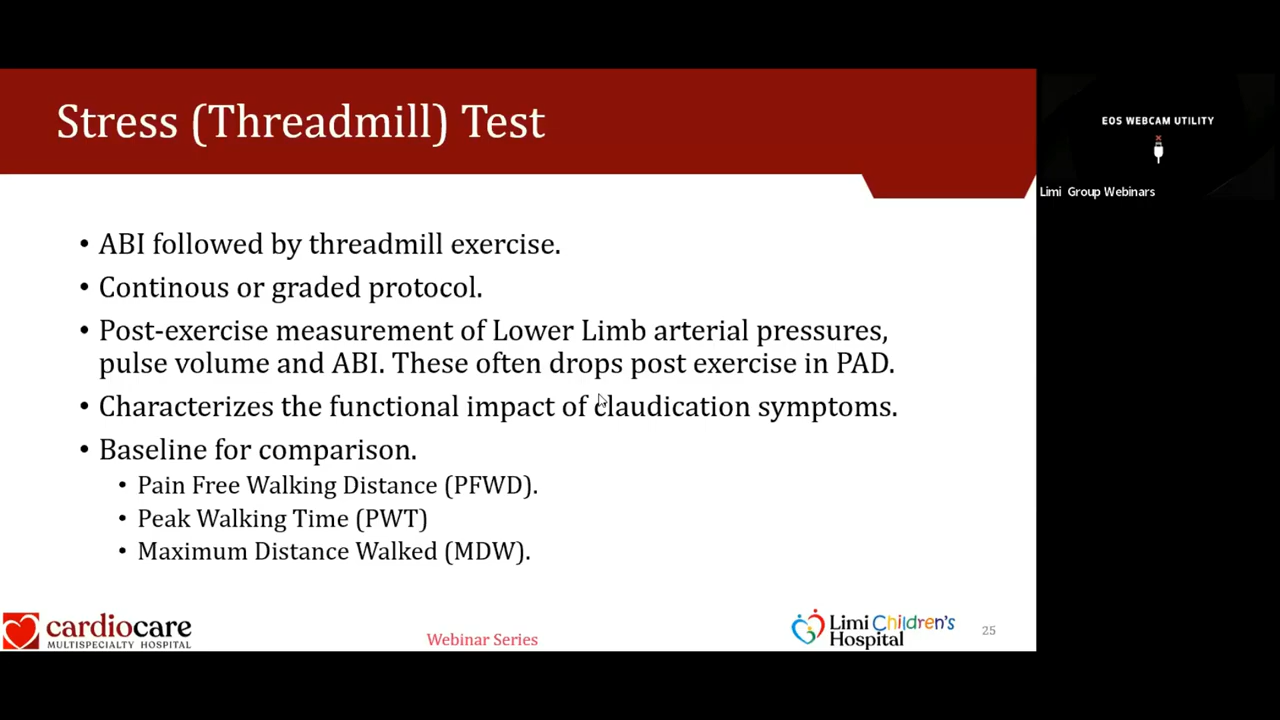 Stress (Threadmill) Test
• ABI followed by threadmill exercise.
• Continous or graded protocol.
• Post-exercise measurement of Lower Limb arterial pressures,
pulse volume and ABI. These often drops post exercise in PAD.
• Characterizes the functional impact of claudication symptoms.
• Baseline for comparison.
• Pain Free Walking Distance (PFWD).
• Peak Walking Time (PWT)
• Maximum Distance Walked (MDW).
cardiocare
MULTISPECIALTY HOSPITAL
Webinar Series
Limi Children's
Hospital
25
EOS WEBCAM UTILITY
Limi Group Webinars